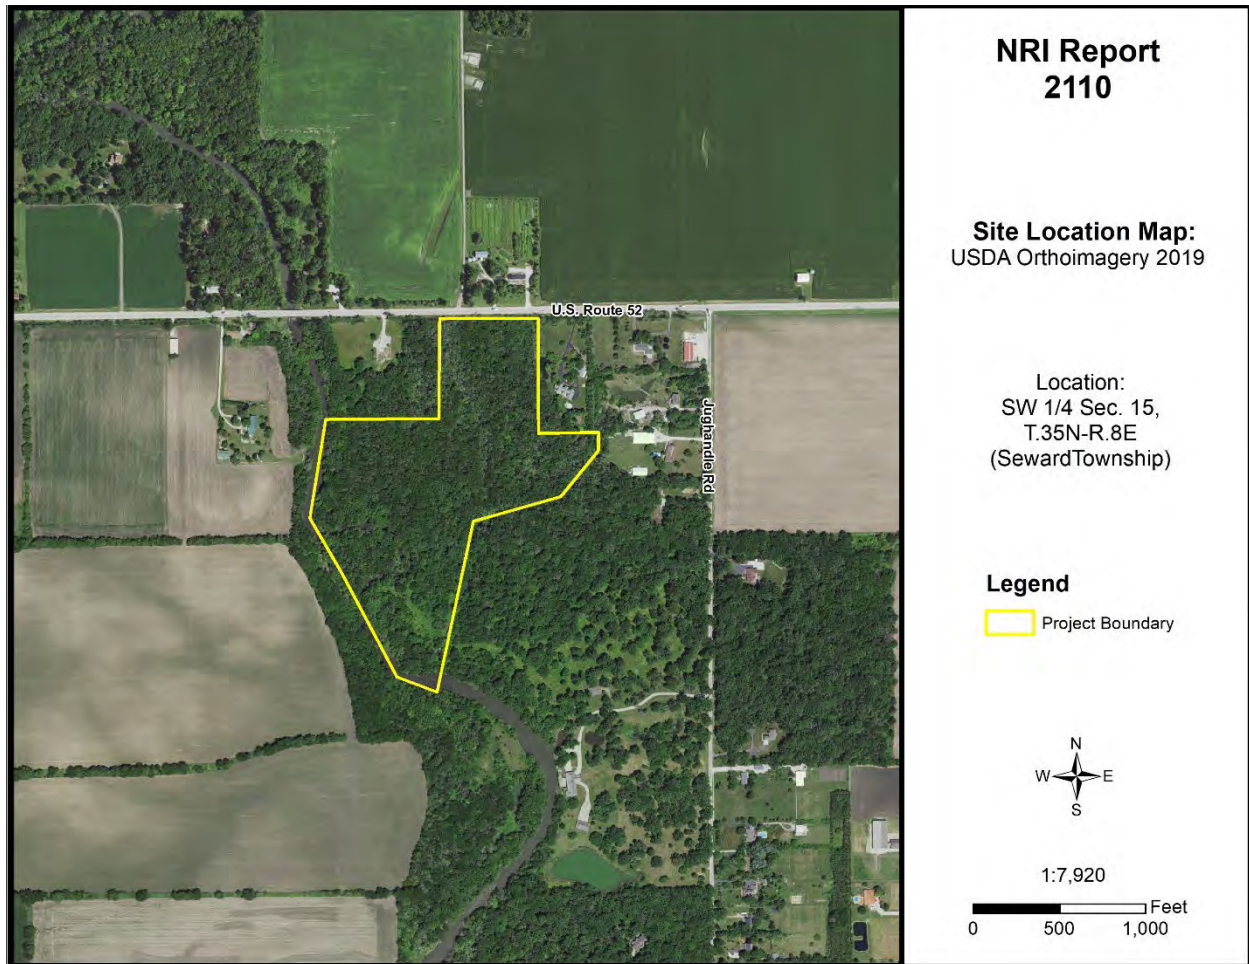 NRI Report
2110
Site Location Map:
USDA Orthoimagery 2019
U.S. Route 52
Jughandle Rd
Location:
SW 1/4 Sec. 15,
T.35N-R.8E
(SewardTownship)
Legend
Project Boundary
N
W E
S
1:7,920
Feet
0 500 1,000